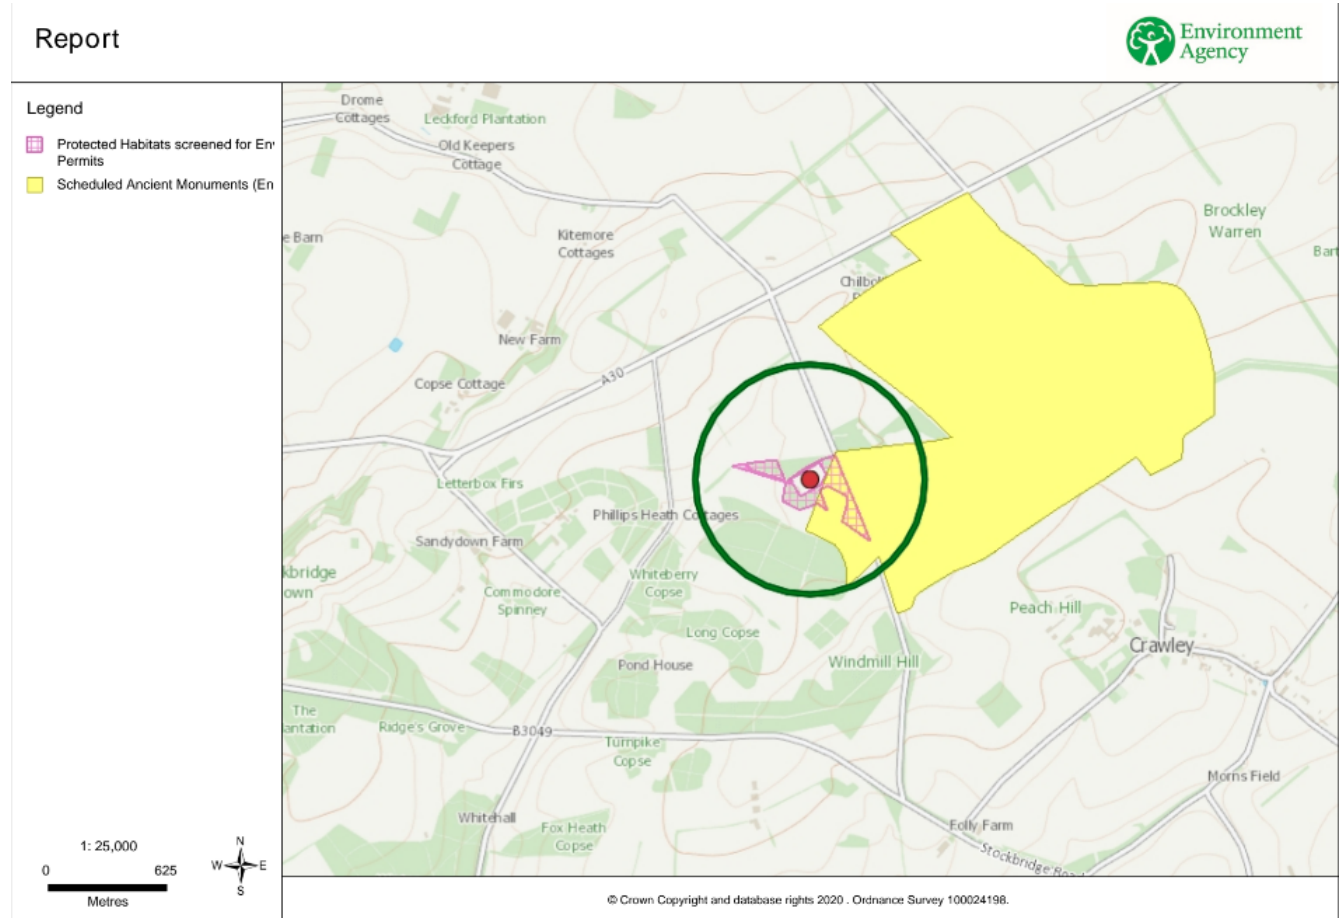 Report
Environment
Agency
Legend
Protected Habitats screened for Env
Permits
Scheduled Ancient Monuments (En
Drome
Cottages
Leckford Plantation
Old Keepers
Cottage
Brockley
Warren
e Barn
Kitemore
Cottages
Bart
Chilbol
New Farm
Copse Cottage
A30
Letterbox Firs
Phillips Heath Cottages
Sandydown Farm
kbridge
own
Whiteberry
Copse
Commodore
Spinney
Peach Hill
Long Copse
Crawley
Pond House
Windmill Hill
The
lantation
Ridge's Grove
B3049
Turnpike
Copse
Morns Field
Whitehall
Fox Heath
Copse
Folly Farm
Stockbridge Road
1: 25,000
0 625
Metres
N
W E
S
© Crown Copyright and database rights 2020 . Ordnance Survey 100024198.